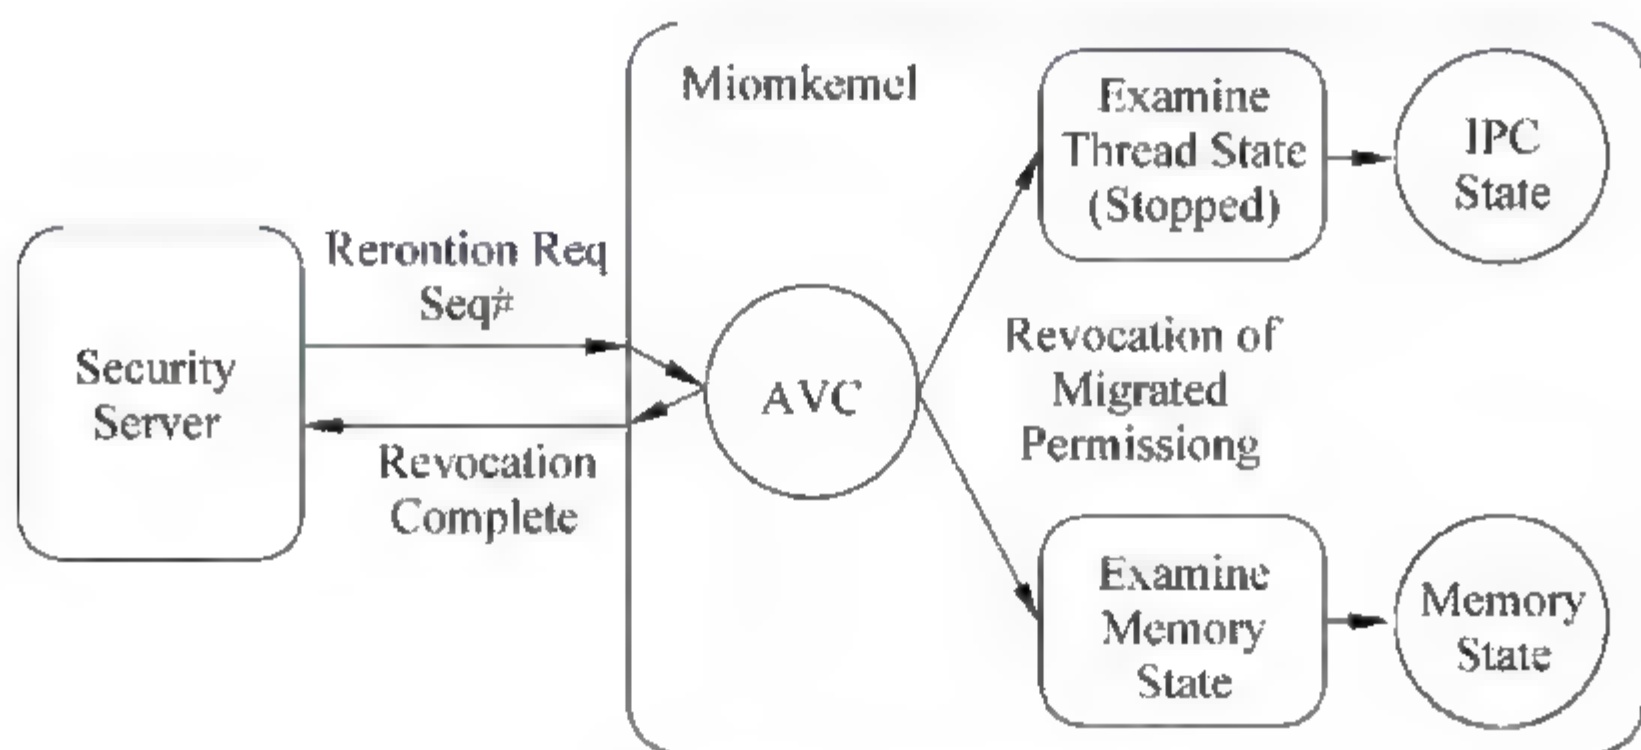 Miomkemel
Examine
Thread State
(Stopped)
IPC
State
Rerontion Req
Seq#
Security
Server
AVC
Revocation of
Migrated
Permissiong
Revocation
Complete
Examine
Memory
State
Memory
State